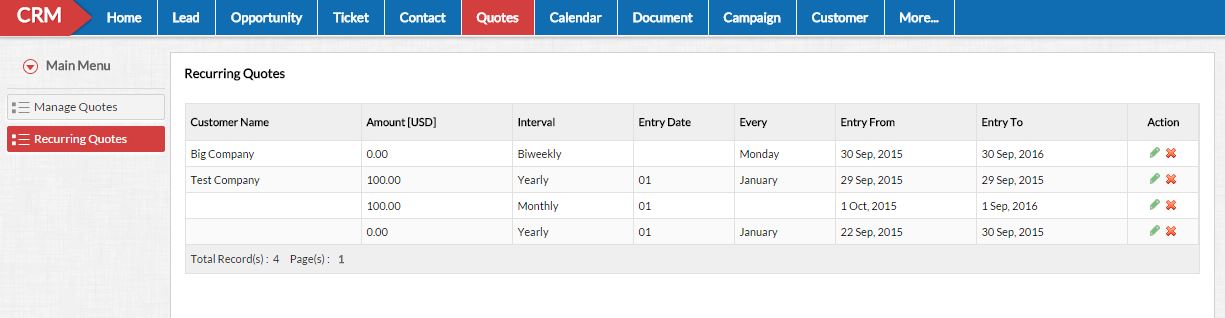 CRM Home Lead Opportunity Ticket Contact Quotes Calendar Document Campaign Customer More...
Main Menu
Manage Quotes
Recurring Quotes
Recurring Quotes
Customer Name Amount [USD] Interval Entry Date Every Entry From Entry To Action
Big Company 0.00 Biweekly Monday 30 Sep, 2015 30 Sep, 2016
Test Company 100.00 Yearly 01 January 29 Sep, 2015 29 Sep, 2015
100.00 Monthly 01 1 Oct, 2015 1 Sep, 2016
0.00 Yearly 01 January 22 Sep, 2015 30 Sep, 2015
Total Record(s) : 4 Page(s) : 1